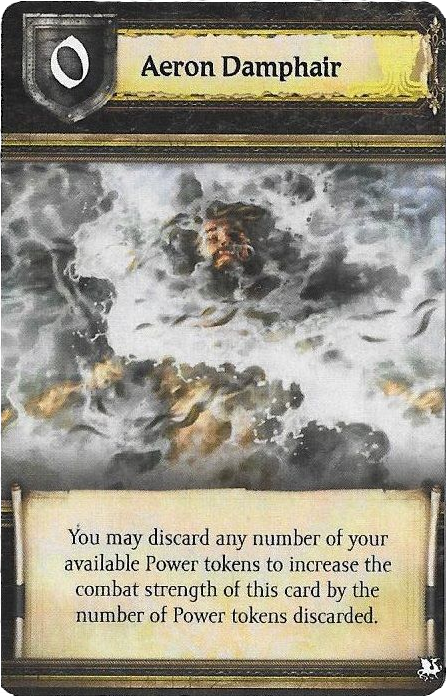 0
Aeron Damphair
You may discard any number of your
available Power tokens to increase the
combat strength of this card by the
number of Power tokens discarded.